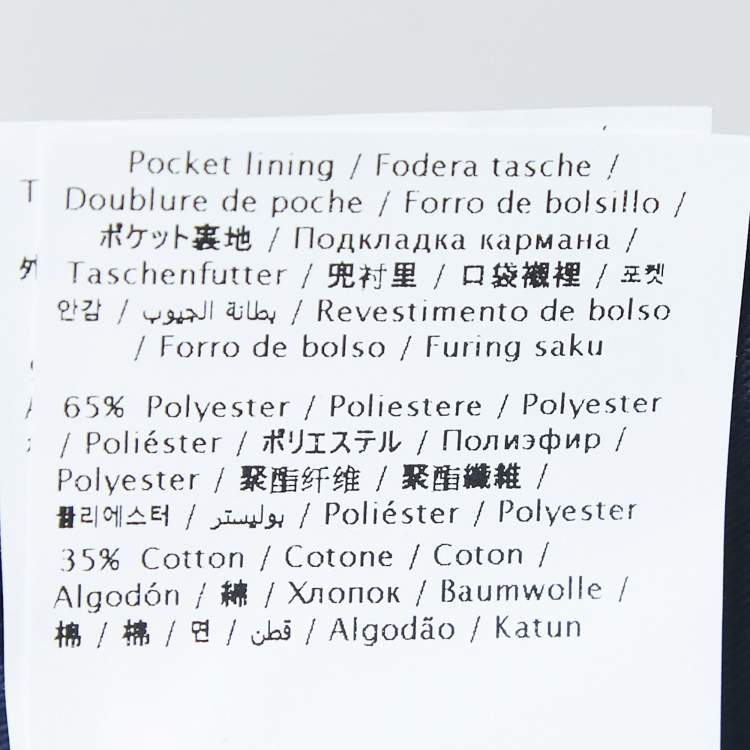 Pocket lining / Fodera tasche /
Doublure de poche / Forro de bolsillo /
ポケット裏地 / Подкладка кармана /
Taschenfutter / 兜衬里 / 口袋襯裡 / 포켓
안감 / بطانة الجيوب / Revestimento de bolso
/ Forro de bolso / Furing saku
65% Polyester / Poliestere / Polyester
/ Poliéster / ポリエステル / Полиэфир /
Polyester / 聚酯纤维 / 聚酯纖維 /
폴리에스터 / بوليستر / Poliéster / Polyester
35% Cotton / Cotone / Coton /
Algodón / 綿 / Хлопок / Baumwolle /
棉 / 棉 / 면 / قطن / Algodão / Katun
T
外